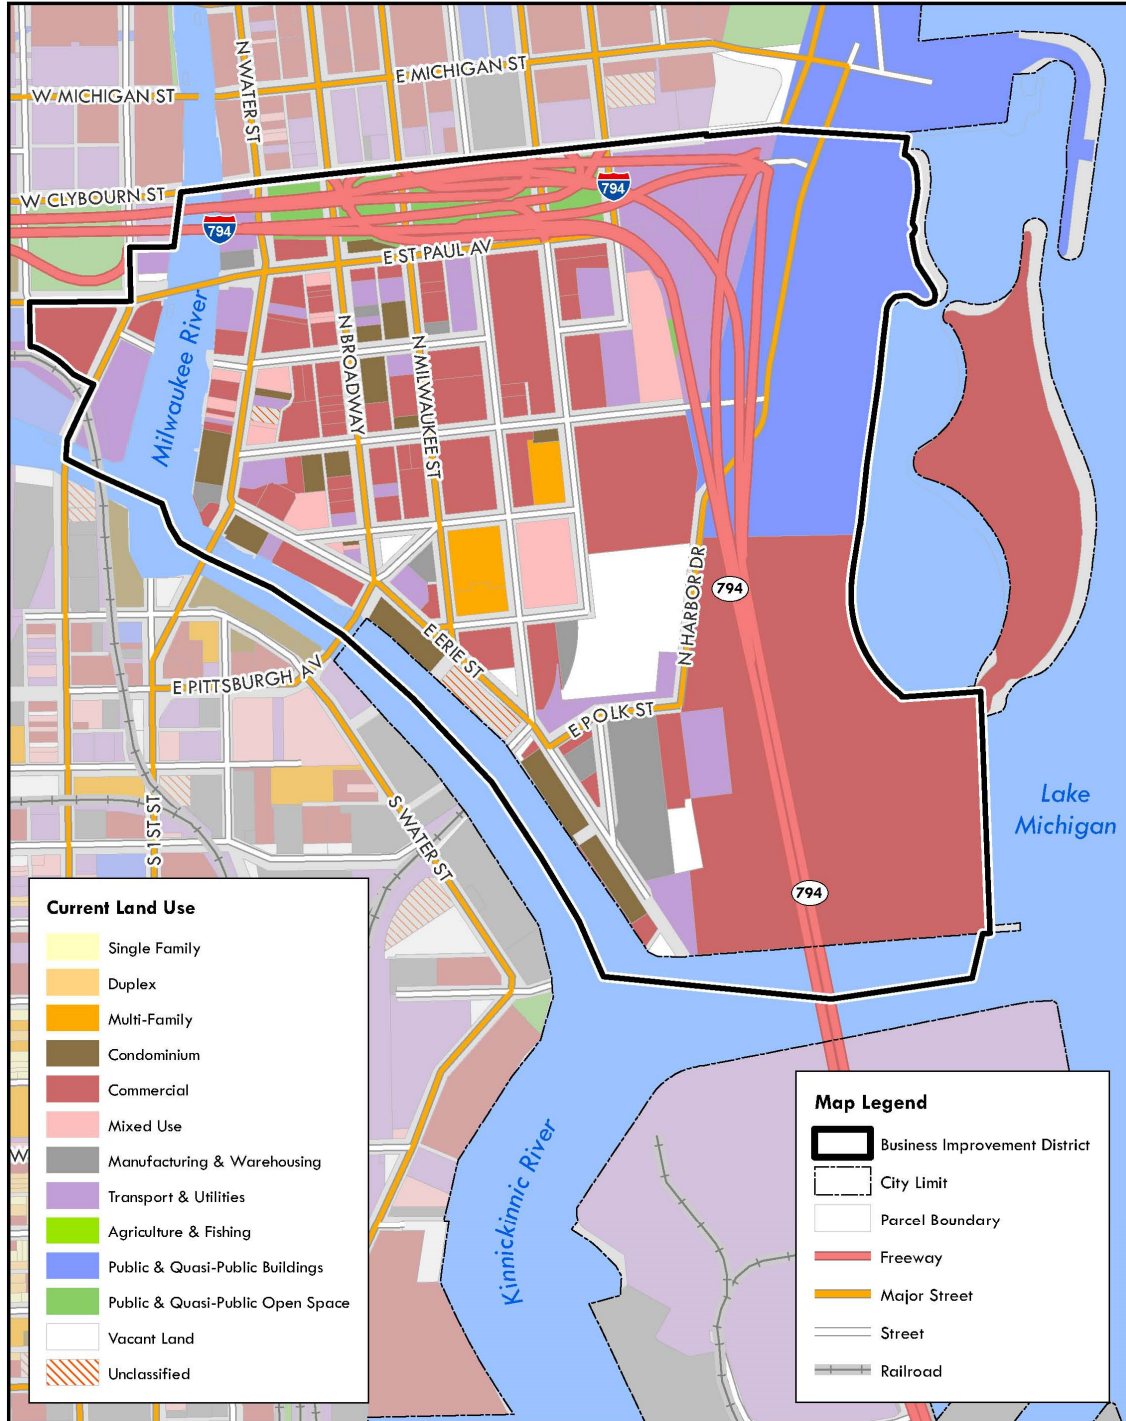 N WATER ST
E MICHIGAN ST
W MICHIGAN ST
W CLYBOURN ST
794
794
E ST PAUL AV
Milwaukee River
N BROADWAY
N MILWAUKEE ST
N HARBOR DR
794
E ERIE ST
E PITTSBURGH AV
E POLK ST
S 1ST ST
S WATER ST
Lake
Michigan
794
Kinnickinnic River
W
Current Land Use
Single Family
Duplex
Multi-Family
Condominium
Commercial
Mixed Use
Manufacturing & Warehousing
Transport & Utilities
Agriculture & Fishing
Public & Quasi-Public Buildings
Public & Quasi-Public Open Space
Vacant Land
Unclassified
Map Legend
Business Improvement District
City Limit
Parcel Boundary
Freeway
Major Street
Street
Railroad